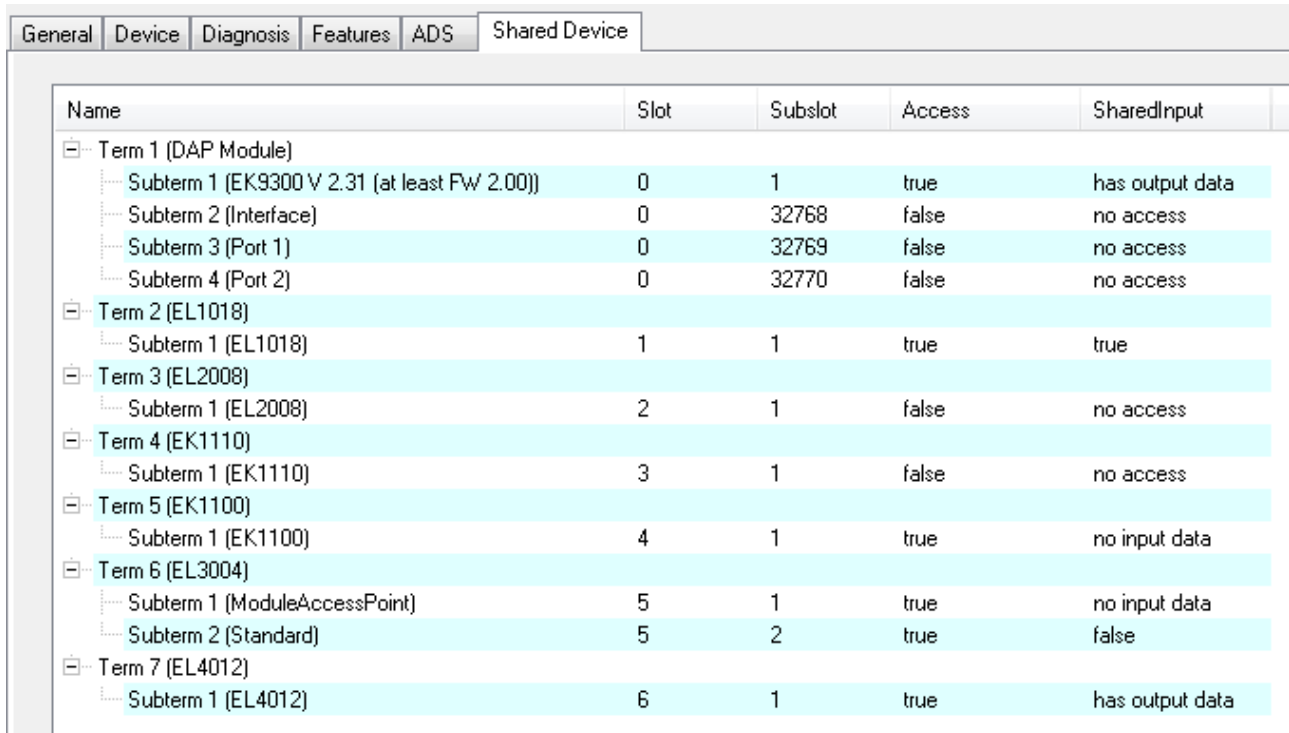 General Device Diagnosis Features ADS Shared Device
Name Slot Subslot Access SharedInput
Term 1 (DAP Module)
Subterm 1 (EK9300 V 2.31 (at least FW 2.00)) 0 1 true has output data
Subterm 2 (Interface) 0 32768 false no access
Subterm 3 (Port 1) 0 32769 false no access
Subterm 4 (Port 2) 0 32770 false no access
Term 2 (EL1018)
Subterm 1 (EL1018) 1 1 true true
Term 3 (EL2008)
Subterm 1 (EL2008) 2 1 false no access
Term 4 (EK1110)
Subterm 1 (EK1110) 3 1 false no access
Term 5 (EK1100)
Subterm 1 (EK1100) 4 1 true no input data
Term 6 (EL3004)
Subterm 1 (ModuleAccessPoint) 5 1 true no input data
Subterm 2 (Standard) 5 2 true false
Term 7 (EL4012)
Subterm 1 (EL4012) 6 1 true has output data